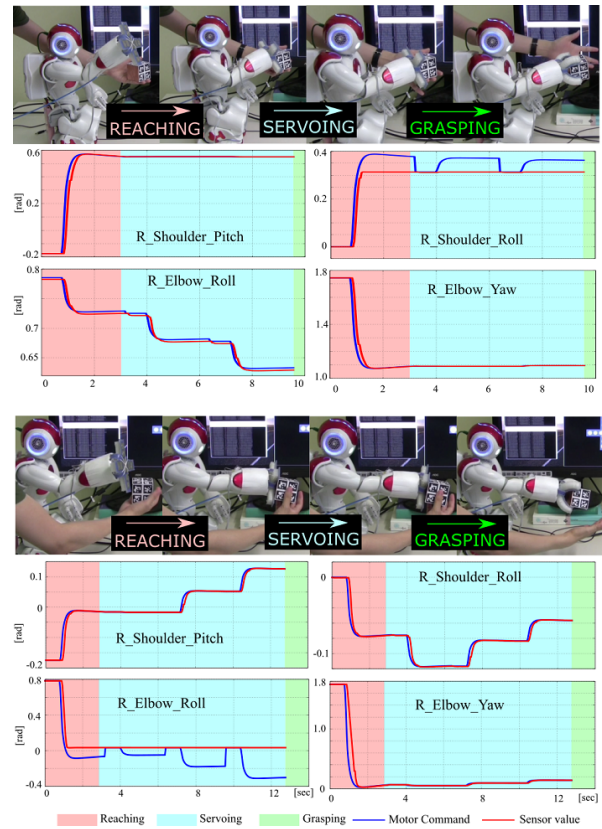 REACHING
SERVOING
GRASPING
0.6
[rad]
0.2
-0.2
R_Shoulder_Pitch
0.4
0.2
0
R_Shoulder_Roll
0.8
0.7
[rad]
0.65
R_Elbow_Roll
0 2 4 6 8 10
1.8
1.4
1.0
R_Elbow_Yaw
0 2 4 6 8 10
REACHING
SERVOING
GRASPING
0.1
[rad]
0
-0.2
R_Shoulder_Pitch
0
-0.1
R_Shoulder_Roll
0.8
[rad]
0.4
0
-0.4
R_Elbow_Roll
0 4 8 12 [sec]
1.8
1.2
0.6
0
R_Elbow_Yaw
0 4 8 12 [sec]
Reaching Servoing Grasping Motor Command Sensor value